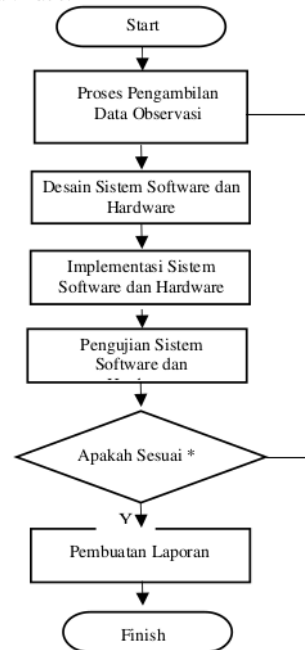 Start
Proses Pengambilan
Data Observasi
Desain Sistem Software dan
Hardware
Implementasi Sistem
Software dan Hardware
Pengujian Sistem
Software dan
Apakah Sesuai *
Y
Pembuatan Laporan
Finish